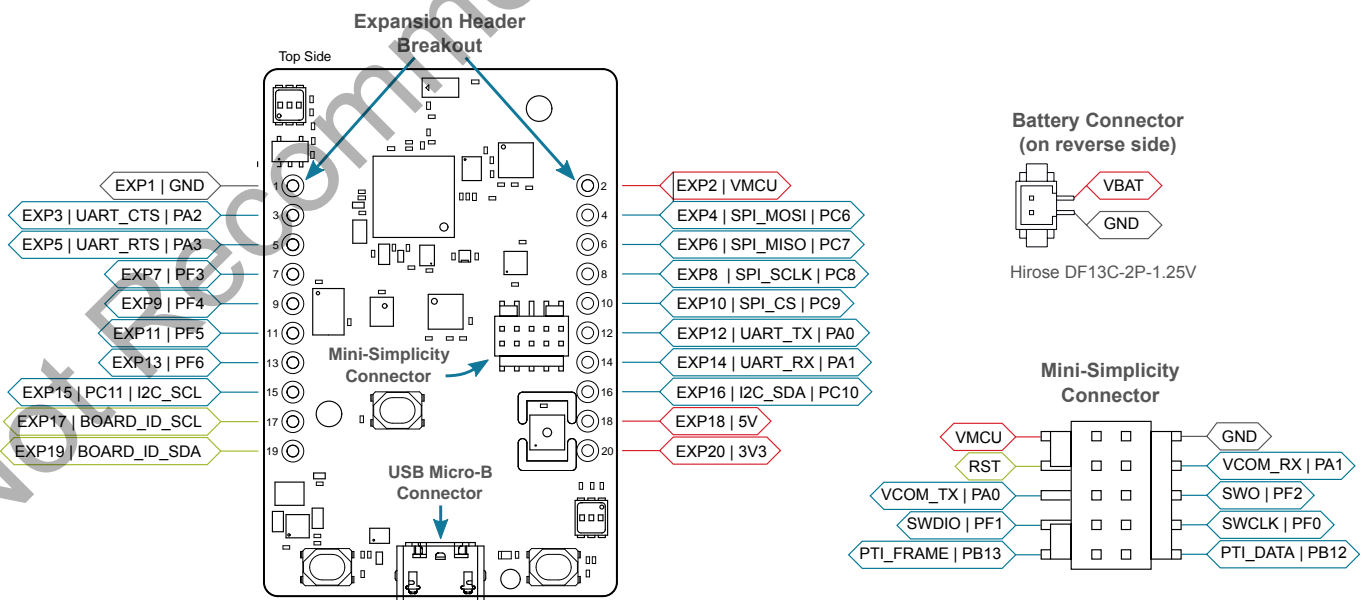 Expansion Header
Breakout
Top Side
EXP1 | GND
EXP3 | UART_CTS | PA2
EXP5 | UART_RTS | PA3
EXP7 | PF3
EXP9 | PF4
EXP11 | PF5
EXP13 | PF6
EXP15 | PC11 | I2C_SCL
EXP17 | BOARD_ID_SCL
EXP19 | BOARD_ID_SDA
1
3
5
7
9
11
13
15
17
19
2
4
6
8
10
12
14
16
18
20
EXP2 | VMCU
EXP4 | SPI_MOSI | PC6
EXP6 | SPI_MISO | PC7
EXP8 | SPI_SCLK | PC8
EXP10 | SPI_CS | PC9
EXP12 | UART_TX | PA0
EXP14 | UART_RX | PA1
EXP16 | I2C_SDA | PC10
EXP18 | 5V
EXP20 | 3V3
Mini-Simplicity
Connector
USB Micro-B
Connector
Battery Connector
(on reverse side)
VBAT
GND
Hirose DF13C-2P-1.25V
Mini-Simplicity
Connector
VMCU
RST
VCOM_TX | PA0
SWDIO | PF1
PTI_FRAME | PB13
GND
VCOM_RX | PA1
SWO | PF2
SWCLK | PF0
PTI_DATA | PB12
Not